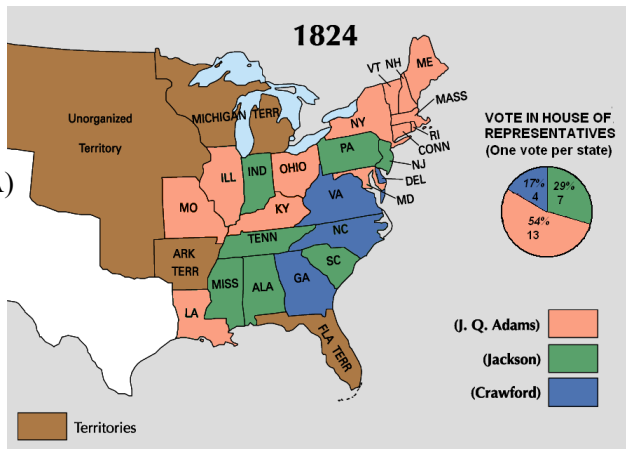 1824
VT NH
ME
MASS
RI
CONN
NY
MICHIGAN TERR
Unorganized
Territory
PA
NJ
DEL
MD
ILL
IND
OHIO
MO
KY
VA
NC
TENN
ARK
TERR
SC
MISS
ALA
GA
LA
FLA TERR
)
VOTE IN HOUSE OF
REPRESENTATIVES
(One vote per state)
17%
4
29%
7
54%
13
(J. Q. Adams)
(Jackson)
(Crawford)
Territories